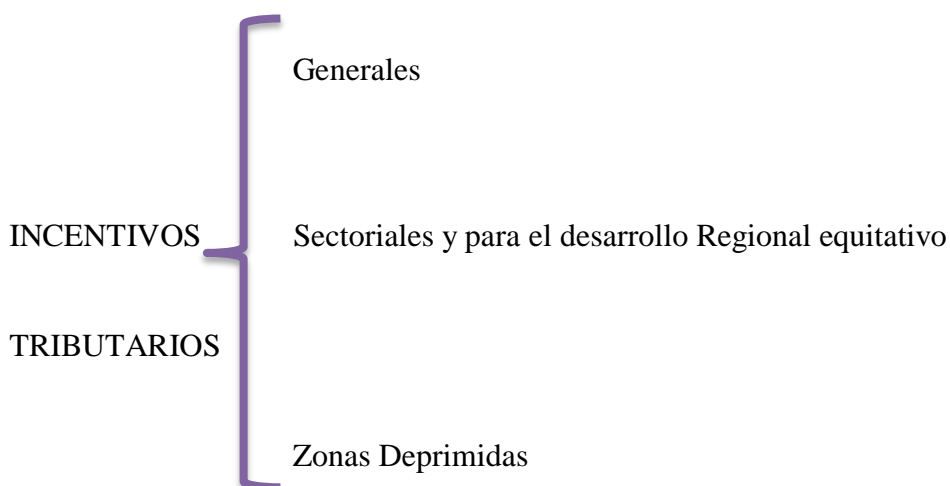 Generales
INCENTIVOS
TRIBUTARIOS
Sectoriales y para el desarrollo Regional equitativo
Zonas Deprimidas